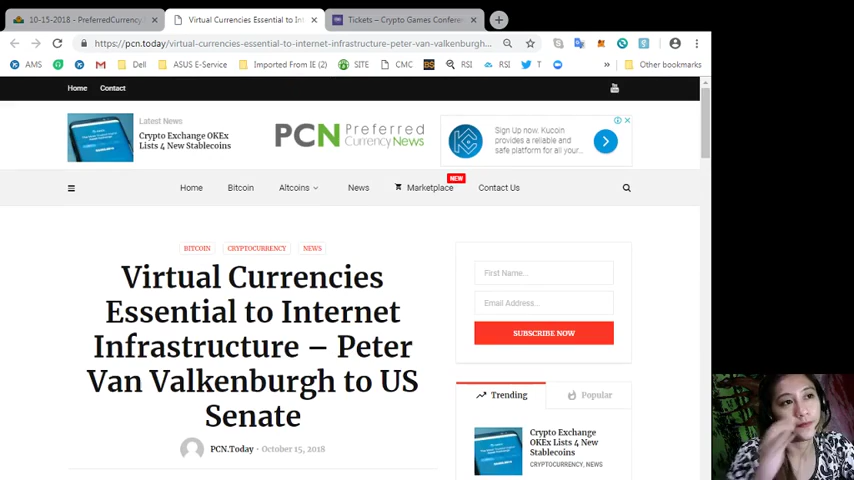 10-15-2018 - PreferredCurrency
Virtual Currencies Essential to Int
Tickets – Crypto Games Confere
https://pcn.today/virtual-currencies-essential-to-internet-infrastructure-peter-van-valkenburgh...
AMS
Dell
ASUS E-Service
Imported From IE (2)
SITE
CMC
BS
RSI
RSI
T
»
Other bookmarks
Home
Contact
Latest News
Crypto Exchange OKEx
Lists 4 New Stablecoins
PCN Preferred
Currency News
Sign up now, Kucoin
provides a reliable and
safe platform for all your...
Home
Bitcoin
Altcoins
News
Marketplace
NEW
Contact Us
BITCOIN
CRYPTOCURRENCY
NEWS
Virtual Currencies
Essential to Internet
Infrastructure – Peter
Van Valkenburgh to US
Senate
PCN.Today - October 15, 2018
First Name...
Email Address...
SUBSCRIBE NOW
Trending
Popular
Crypto Exchange
OKEx Lists 4 New
Stablecoins
CRYPTOCURRENCY, NEWS